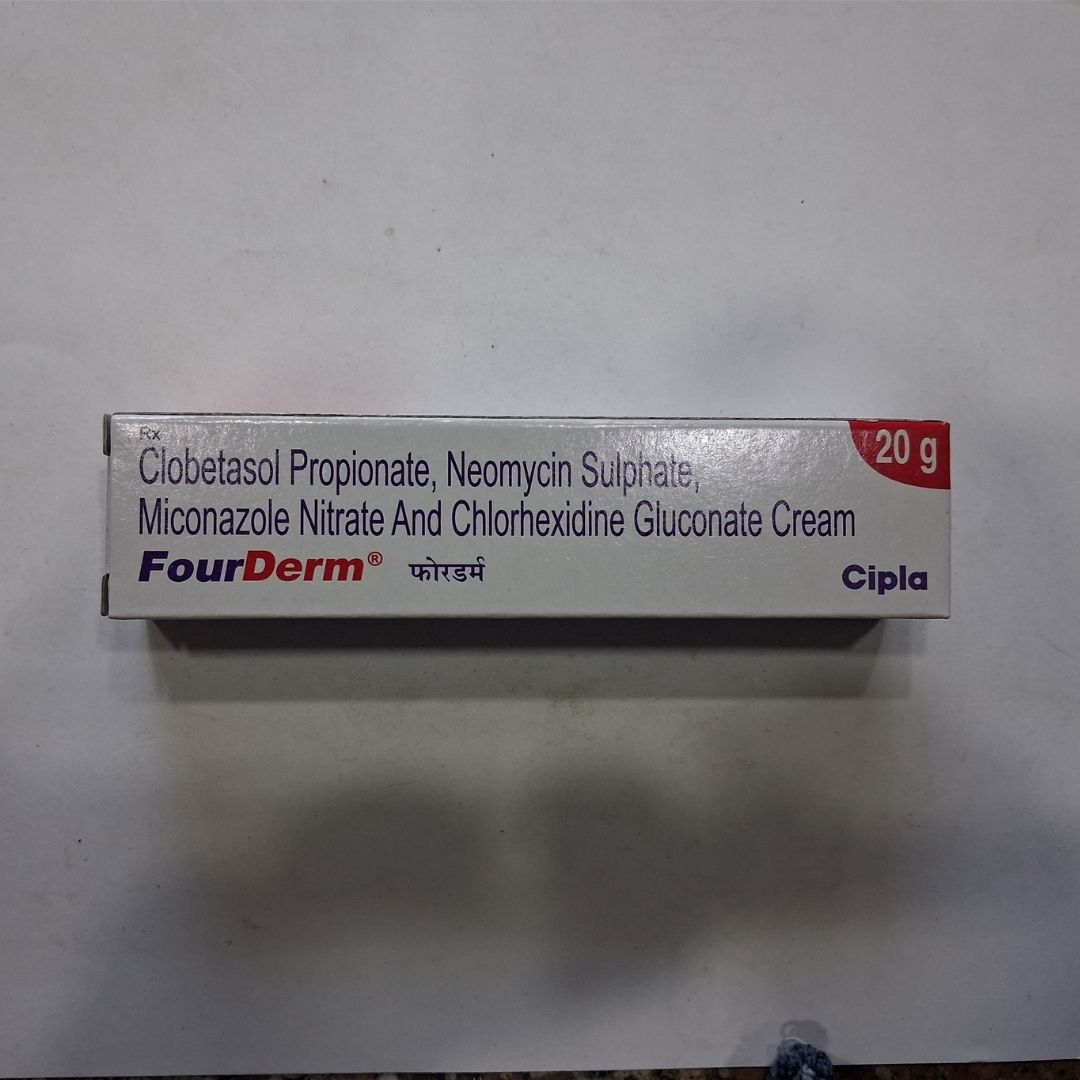 Rx
Clobetasol Propionate, Neomycin Sulphate,
Miconazole Nitrate And Chlorhexidine Gluconate Cream
FourDerm® फोरडर्म
Cipla
20 g